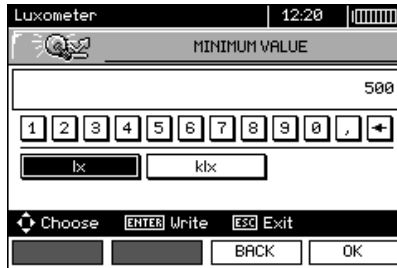 Luxometer 12:20
MINIMUM VALUE
500
1 2 3 4 5 6 7 8 9 0 , ←
lx klx
Choose ENTER Write ESC Exit
BACK OK